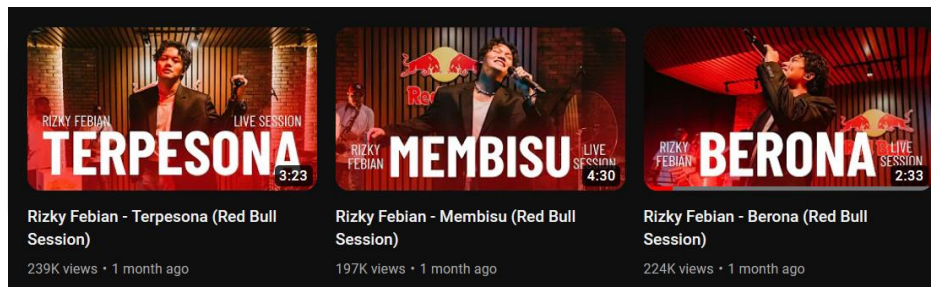 RIZKY FEBIAN
LIVE SESSION
TERPESONA
3:23
Rizky Febian - Terpesona (Red Bull
Session)
239K views • 1 month ago
Red
RIZKY
FEBIAN
MEMBISU
LIVE
SESSION
4:30
Rizky Febian - Membisu (Red Bull
Session)
197K views • 1 month ago
RIZKY
FEBIAN
BERONA
LIVE
SESSION
2:33
Rizky Febian - Berona (Red Bull
Session)
224K views • 1 month ago